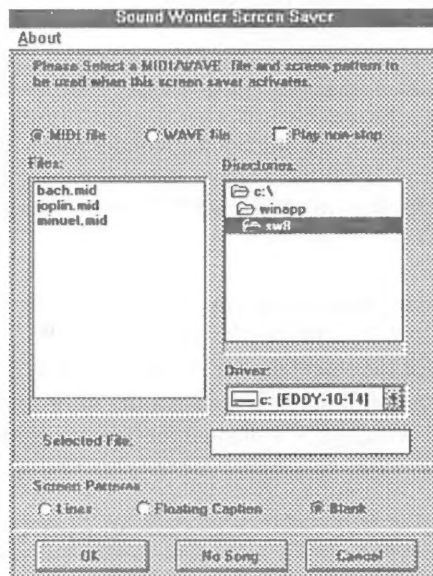 Sound Wonder Screen Saver
About
Please Select a MIDI/WAVE file and screen pattern to
be used when this screen saver activates.
MIDI file WAVE file Play non-stop
Files: Directories:
bach.mid
joplin.mid
minuet.mid
c:\
winapp
sw8
Drives:
c: [EDDY-10-14]
Selected File:
Screen Patterns
Lines Floating Caption Blank
OK No Song Cancel